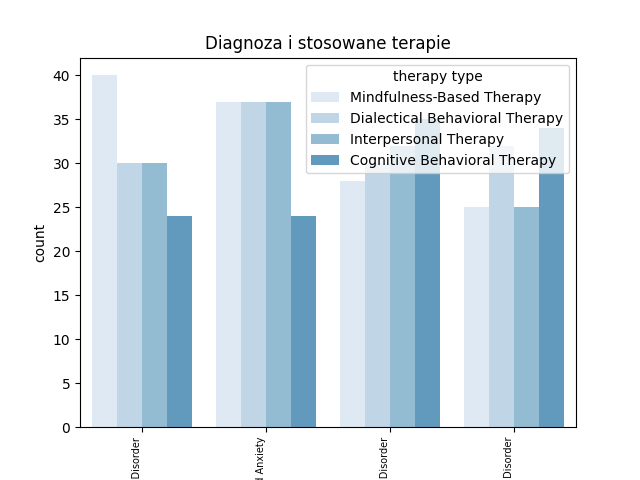 Diagnoza i stosowane terapie
therapy type
Mindfulness-Based Therapy
Dialectical Behavioral Therapy
Interpersonal Therapy
Cognitive Behavioral Therapy
count
40
35
30
25
20
15
10
5
0
Disorder
Anxiety
Disorder
Disorder